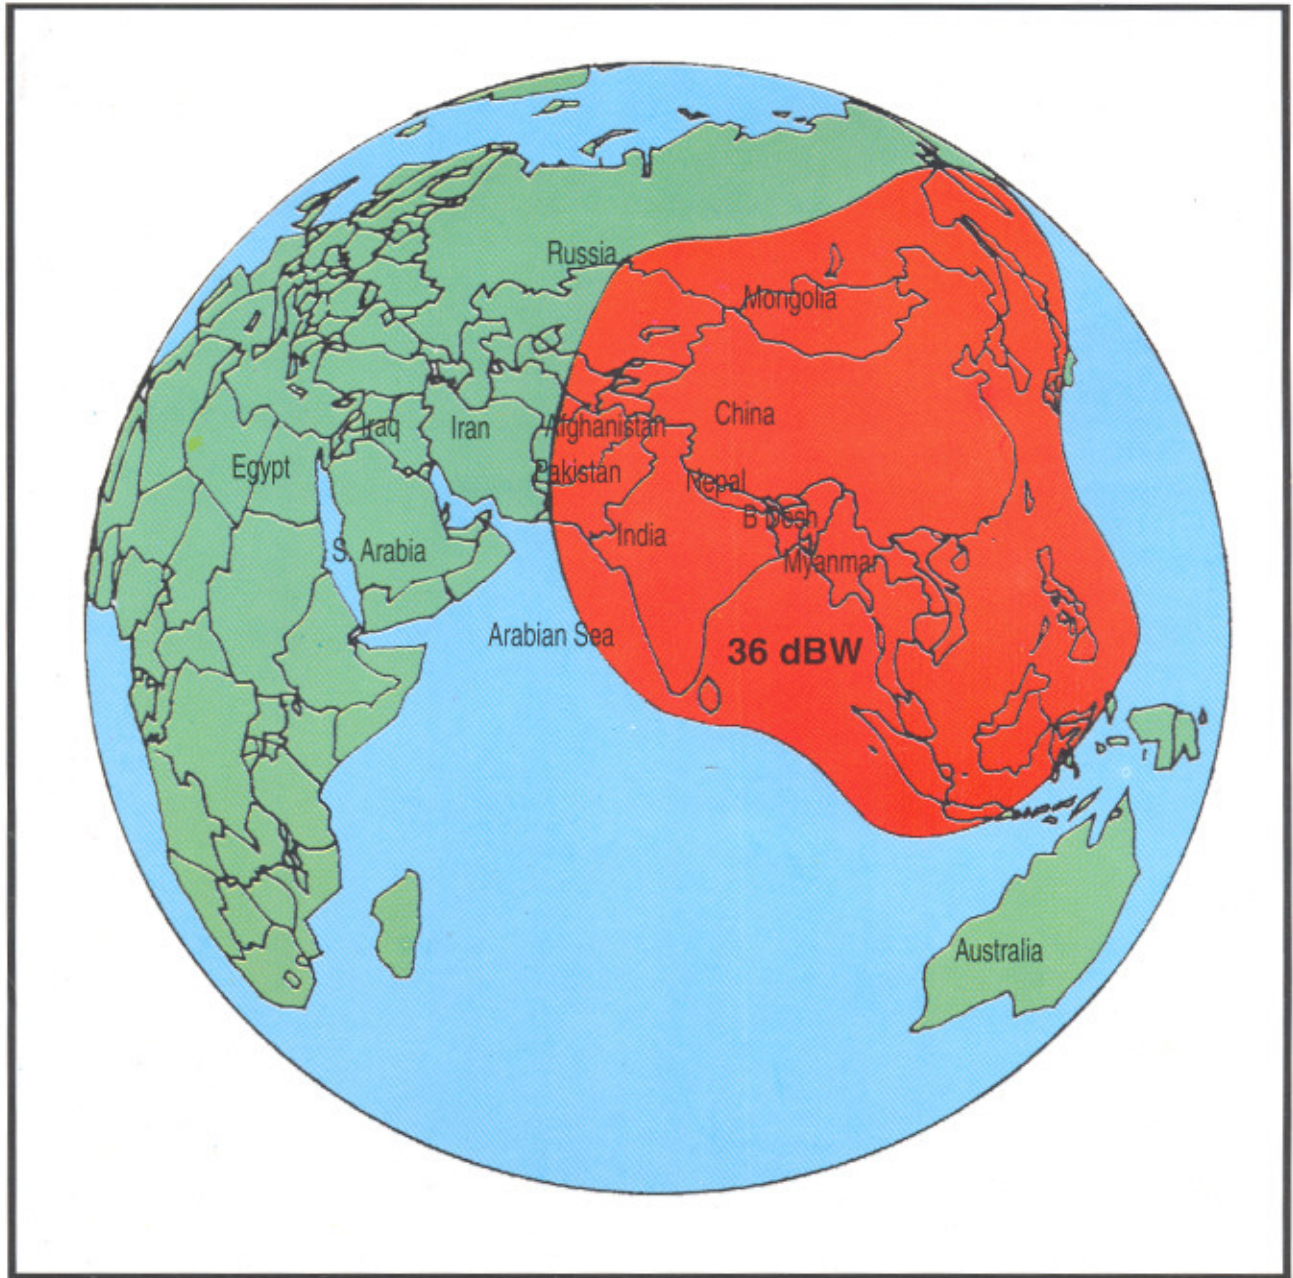 Russia
Mongolia
China
Iraq
Iran
Afghanistan
Egypt
Pakistan
Nepal
B Desh
India
S. Arabia
Myanmar
Arabian Sea
36 dBW
Australia